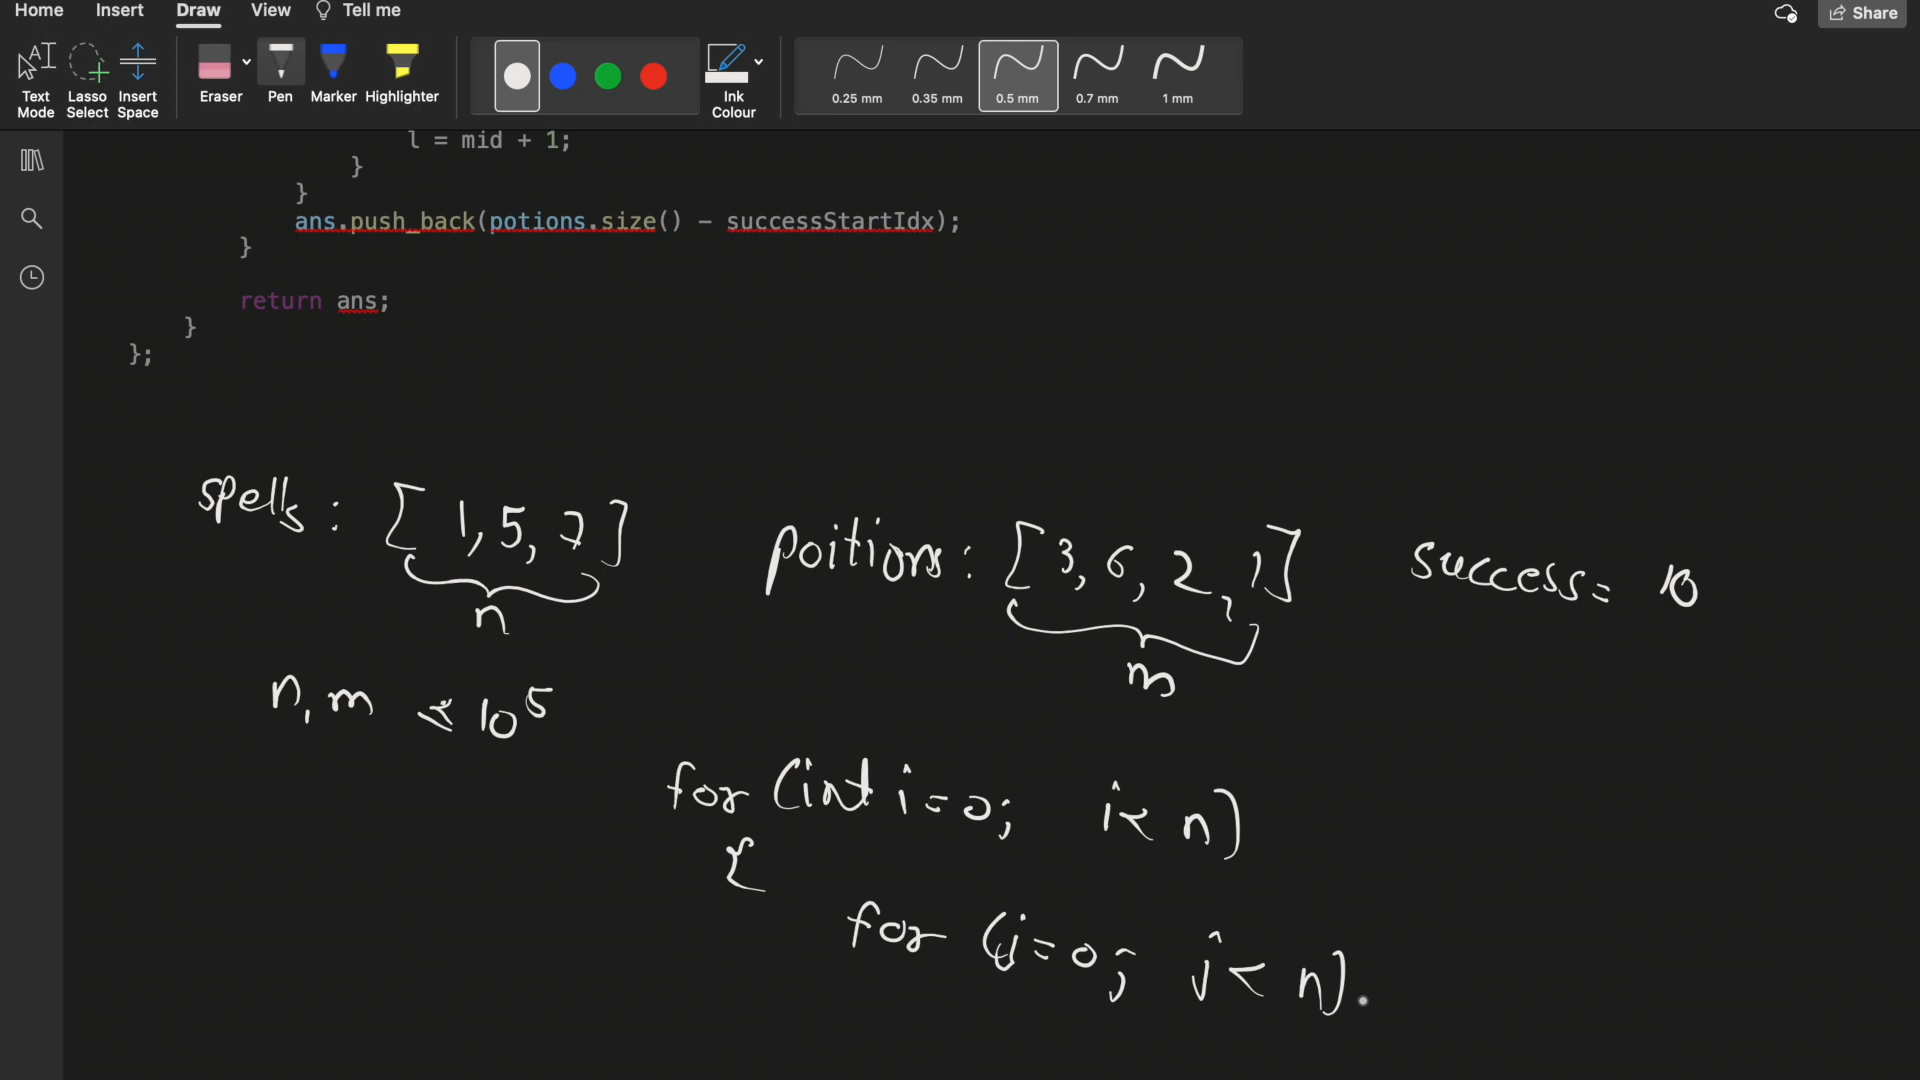 Home Insert Draw View Tell me Share
Text Mode
Lasso Select
Insert Space
Eraser
Pen
Marker
Highlighter
Ink Colour
0.25 mm
0.35 mm
0.5 mm
0.7 mm
1 mm
l = mid + 1;
}
}
ans.push_back(potions.size() - successStartIdx);
}
return ans;
}
};
spells : [ 1, 5, 7 ]
poitions : [ 3, 6, 2, 1 ]
success = 10
n
m
n, m ≤ 10^5
for (int i = 0; i < n)
{
for (j = 0; j < n)